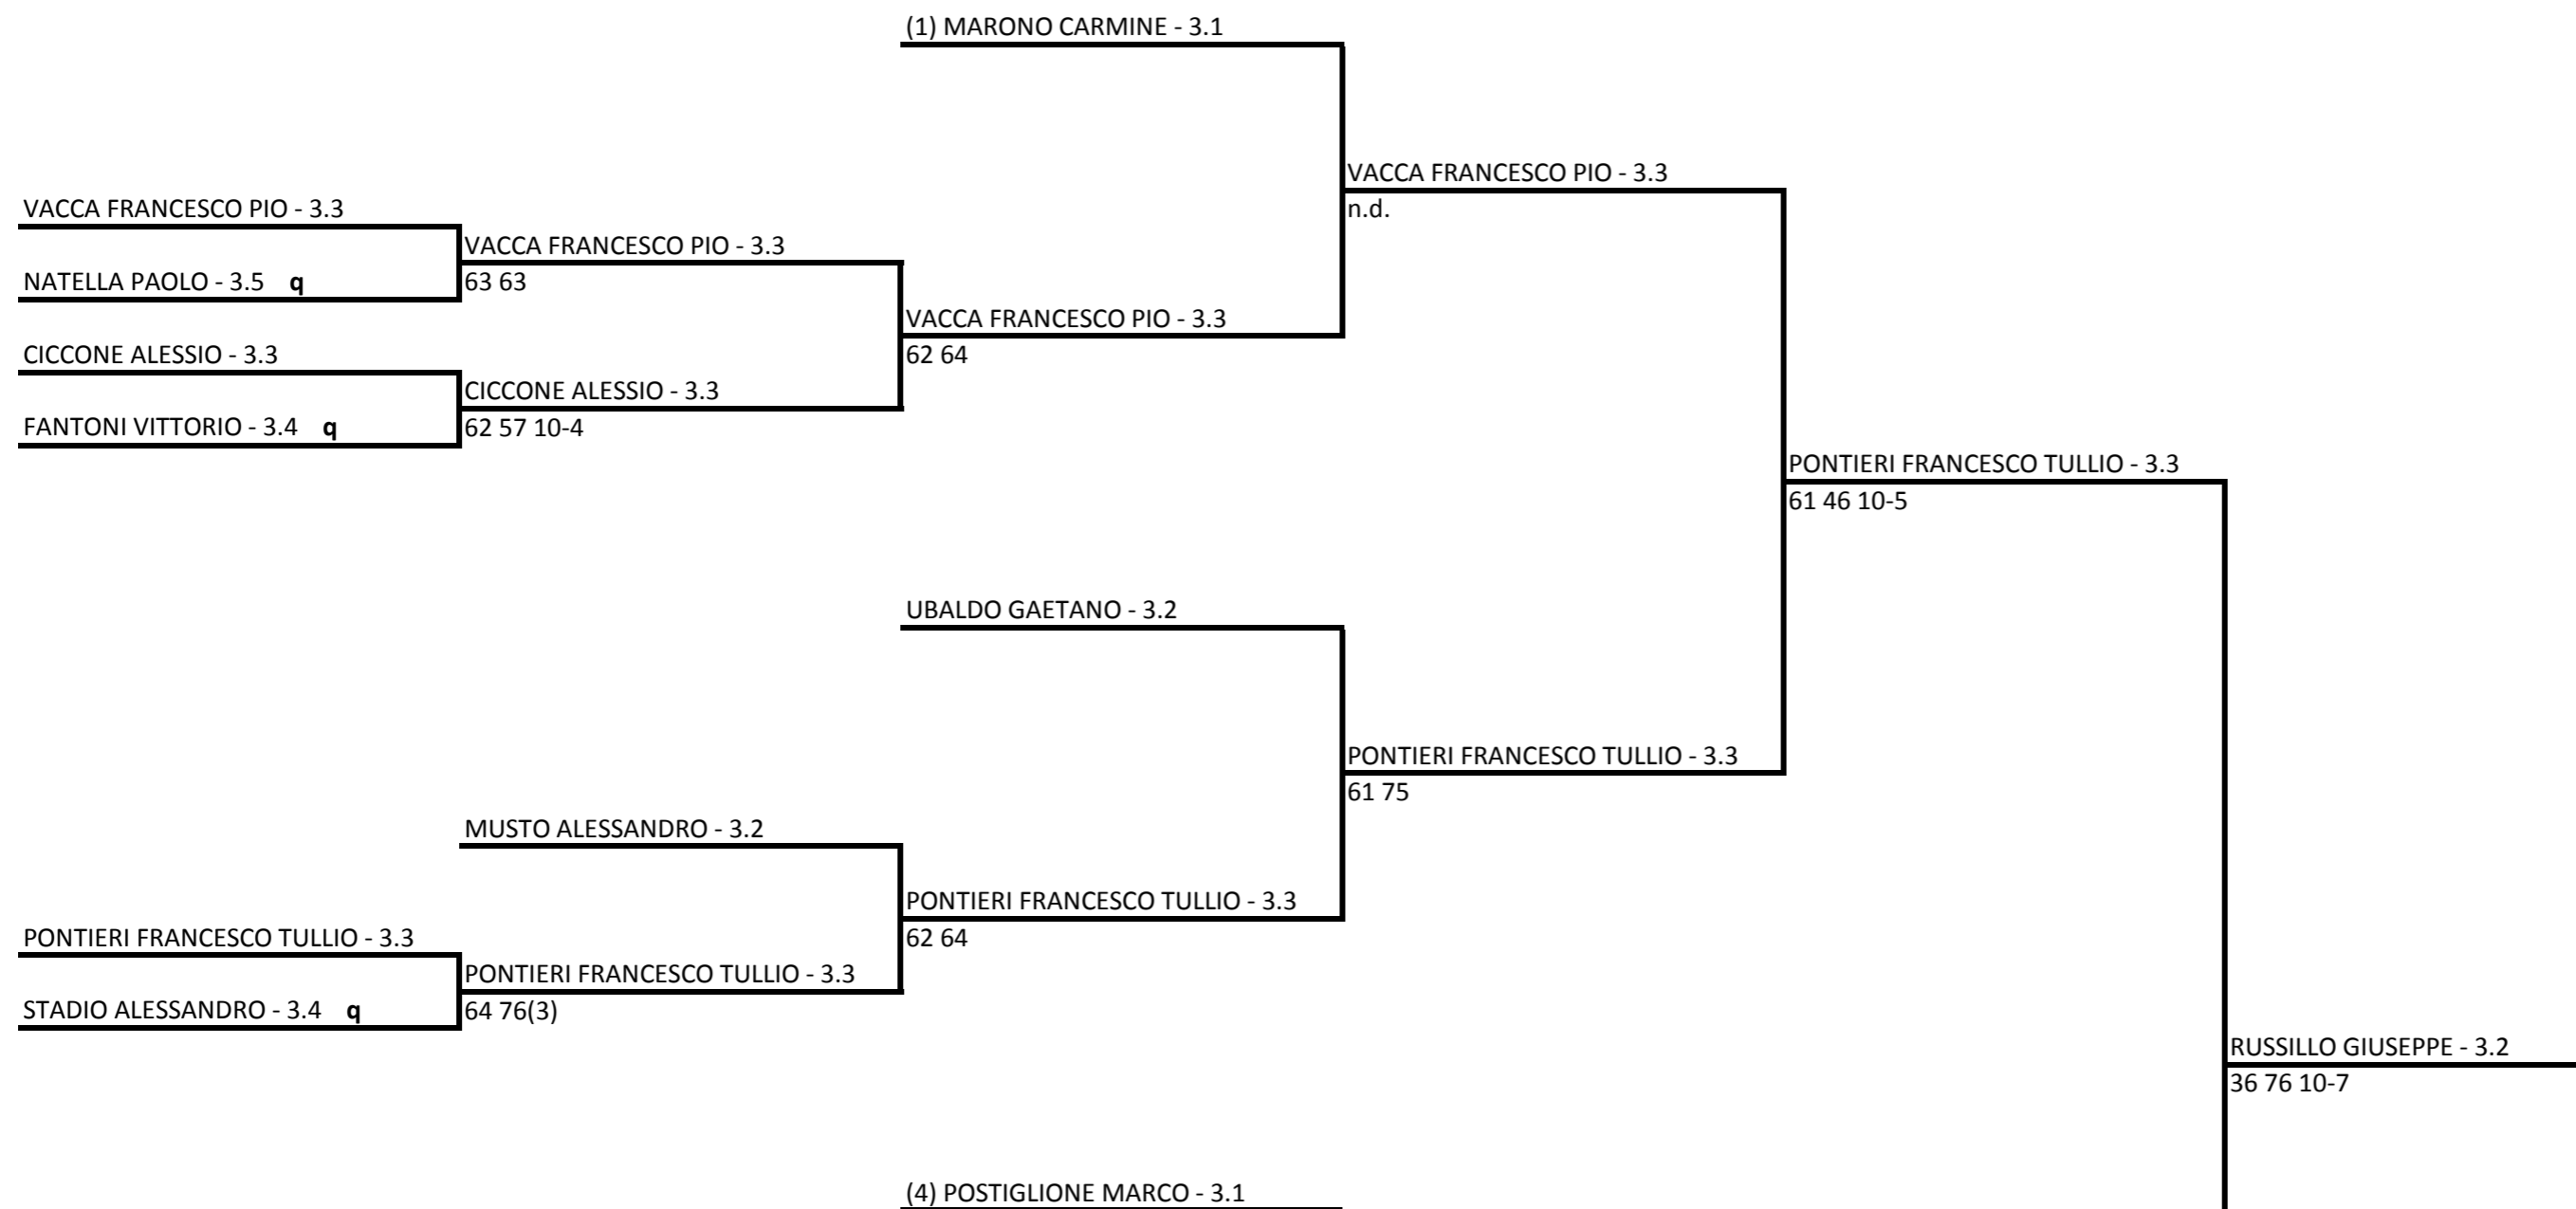 (1) MARONO CARMINE - 3.1
VACCA FRANCESCO PIO - 3.3
n.d.
VACCA FRANCESCO PIO - 3.3
VACCA FRANCESCO PIO - 3.3
NATELLA PAOLO - 3.5 q
63 63
VACCA FRANCESCO PIO - 3.3
62 64
CICCONE ALESSIO - 3.3
CICCONE ALESSIO - 3.3
FANTONI VITTORIO - 3.4 q
62 57 10-4
PONTIERI FRANCESCO TULLIO - 3.3
61 46 10-5
UBALDO GAETANO - 3.2
PONTIERI FRANCESCO TULLIO - 3.3
61 75
MUSTO ALESSANDRO - 3.2
PONTIERI FRANCESCO TULLIO - 3.3
62 64
PONTIERI FRANCESCO TULLIO - 3.3
PONTIERI FRANCESCO TULLIO - 3.3
STADIO ALESSANDRO - 3.4 q
64 76(3)
RUSSILLO GIUSEPPE - 3.2
36 76 10-7
(4) POSTIGLIONE MARCO - 3.1